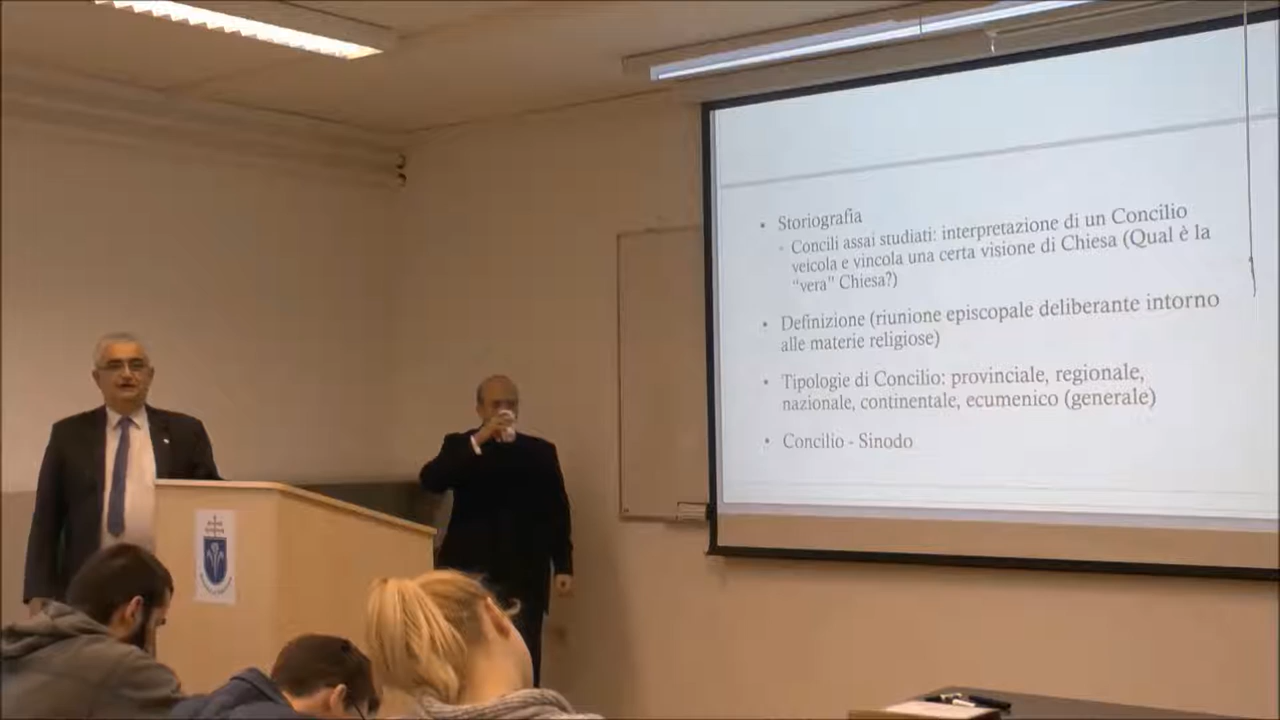 • Storiografia
- Concili assai studiati: interpretazione di un Concilio
veicola e vincola una certa visione di Chiesa (Qual è la
“vera” Chiesa?)
• Definizione (riunione episcopale deliberante intorno
alle materie religiose)
• Tipologie di Concilio: provinciale, regionale,
nazionale, continentale, ecumenico (generale)
• Concilio - Sinodo